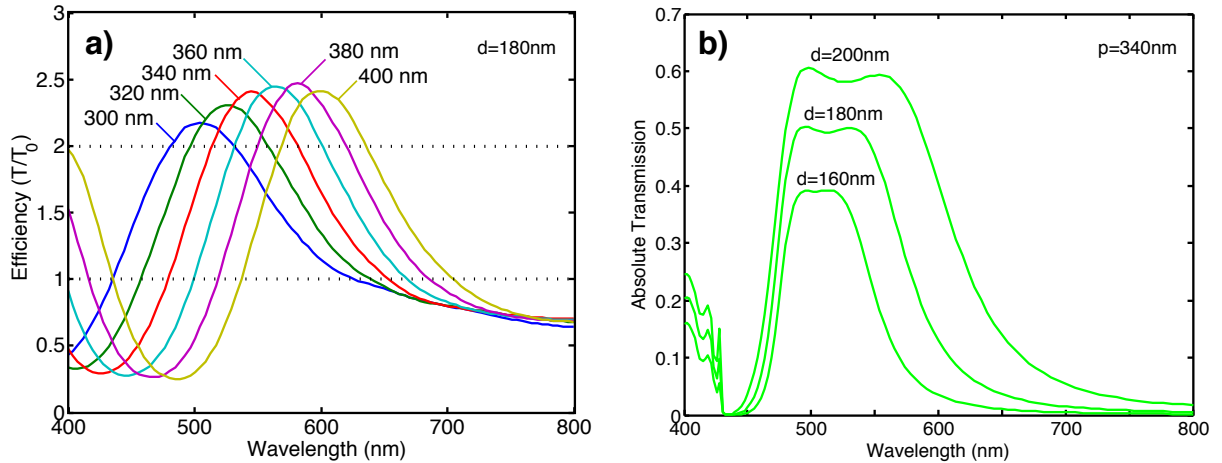 a)
d=180nm
360 nm
380 nm
340 nm
400 nm
320 nm
300 nm
3
2.5
2
1.5
1
0.5
0
Efficiency (T/T0)
400 500 600 700 800
Wavelength (nm)
b)
p=340nm
d=200nm
d=180nm
d=160nm
0.7
0.6
0.5
0.4
0.3
0.2
0.1
0
Absolute Transmission
400 500 600 700 800
Wavelength (nm)